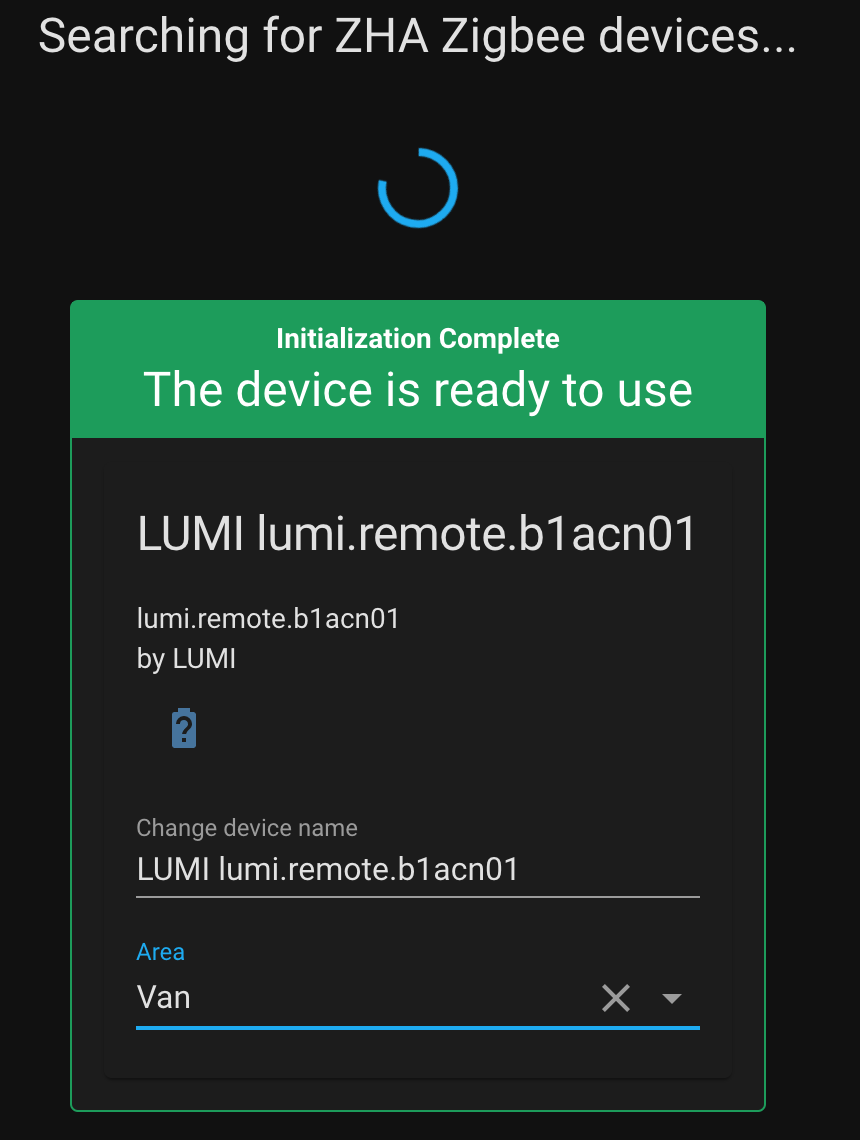 Searching for ZHA Zigbee devices...
Initialization Complete
The device is ready to use
LUMI lumi.remote.b1acn01
lumi.remote.b1acn01
by LUMI
?
Change device name
LUMI lumi.remote.b1acn01
Area
Van